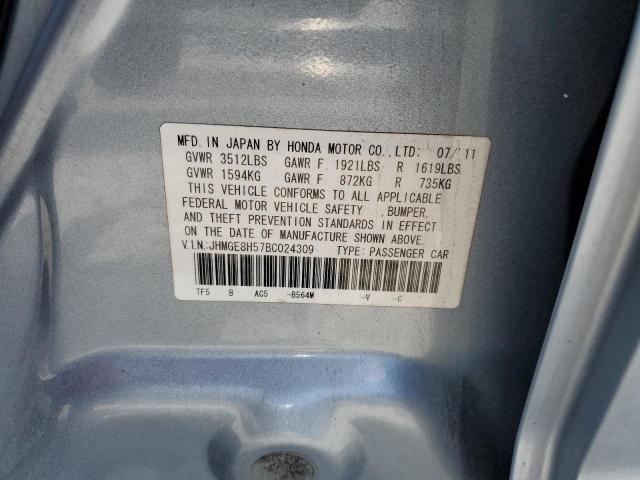 MFD. IN JAPAN BY HONDA MOTOR CO.,LTD: 07/'11
GVWR 3512LBS GAWR F 1921LBS R 1619LBS
GVWR 1594KG GAWR F 872KG R 735KG
THIS VEHICLE CONFORMS TO ALL APPLICABLE
FEDERAL MOTOR VEHICLE SAFETY ,BUMPER,
AND THEFT PREVENTION STANDARDS IN EFFECT
ON THE DATE OF MANUFACTURE SHOWN ABOVE.
V.I.N.:JHMGE8H57BC024309 TYPE: PASSENGER CAR
TF5 B AC5 -B564M -V -C